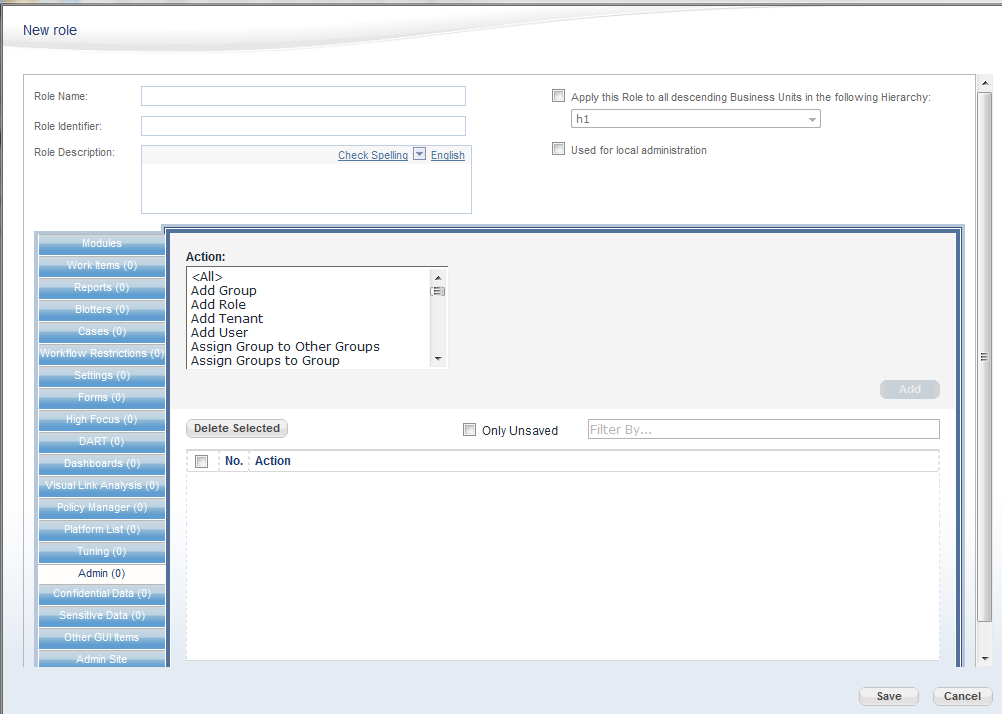 New role
Role Name:
Apply this Role to all descending Business Units in the following Hierarchy:
h1
Role Identifier:
Used for local administration
Role Description:
Check Spelling English
Modules
Work Items (0)
Reports (0)
Blotters (0)
Cases (0)
Workflow Restrictions (0)
Settings (0)
Forms (0)
High Focus (0)
DART (0)
Dashboards (0)
Visual Link Analysis (0)
Policy Manager (0)
Platform List (0)
Tuning (0)
Admin (0)
Confidential Data (0)
Sensitive Data (0)
Other GUI Items
Admin Site
Action:
<All>
Add Group
Add Role
Add Tenant
Add User
Assign Group to Other Groups
Assign Groups to Group
Add
Delete Selected
Only Unsaved
Filter By...
No. Action
Save
Cancel